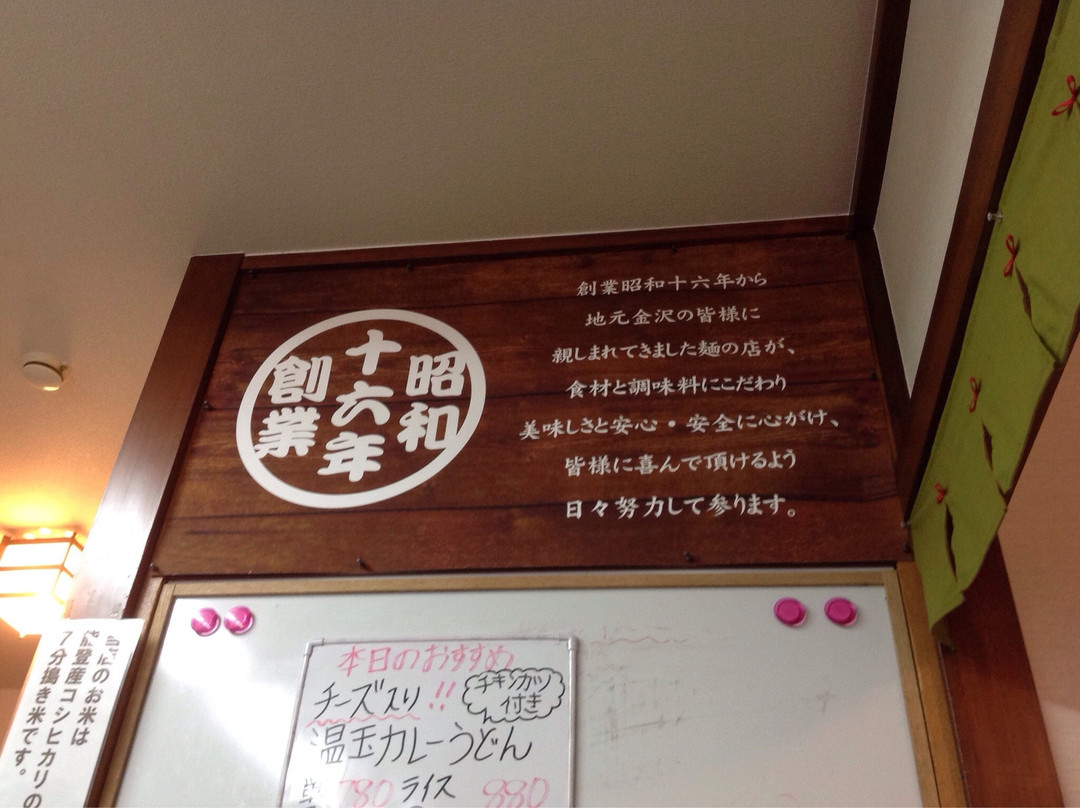 昭和
十六年
創業
創業昭和十六年から
地元金沢の皆様に
親しまれてきました麺の店が、
食材と調味料にこだわり
美味しさと安心・安全に心がけ、
皆様に喜んで頂けるよう
日々努力して参ります。
本日のおすすめ
チーズ入り!!
チキンカツ
付き
温玉カレーうどん
780 ライス 880
のお米は
能登産コシヒカリの
7分搗き米です。